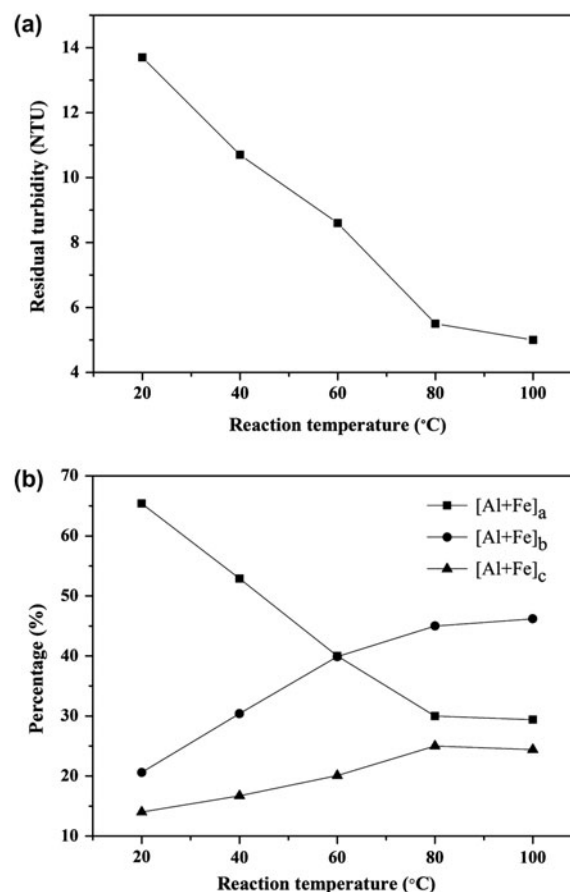 (a)
14
12
10
8
6
4
Residual turbidity (NTU)
20 40 60 80 100
Reaction temperature (°C)
(b)
70
60
50
40
30
20
10
Percentage (%)
[Al+Fe]a
[Al+Fe]b
[Al+Fe]c
20 40 60 80 100
Reaction temperature (°C)